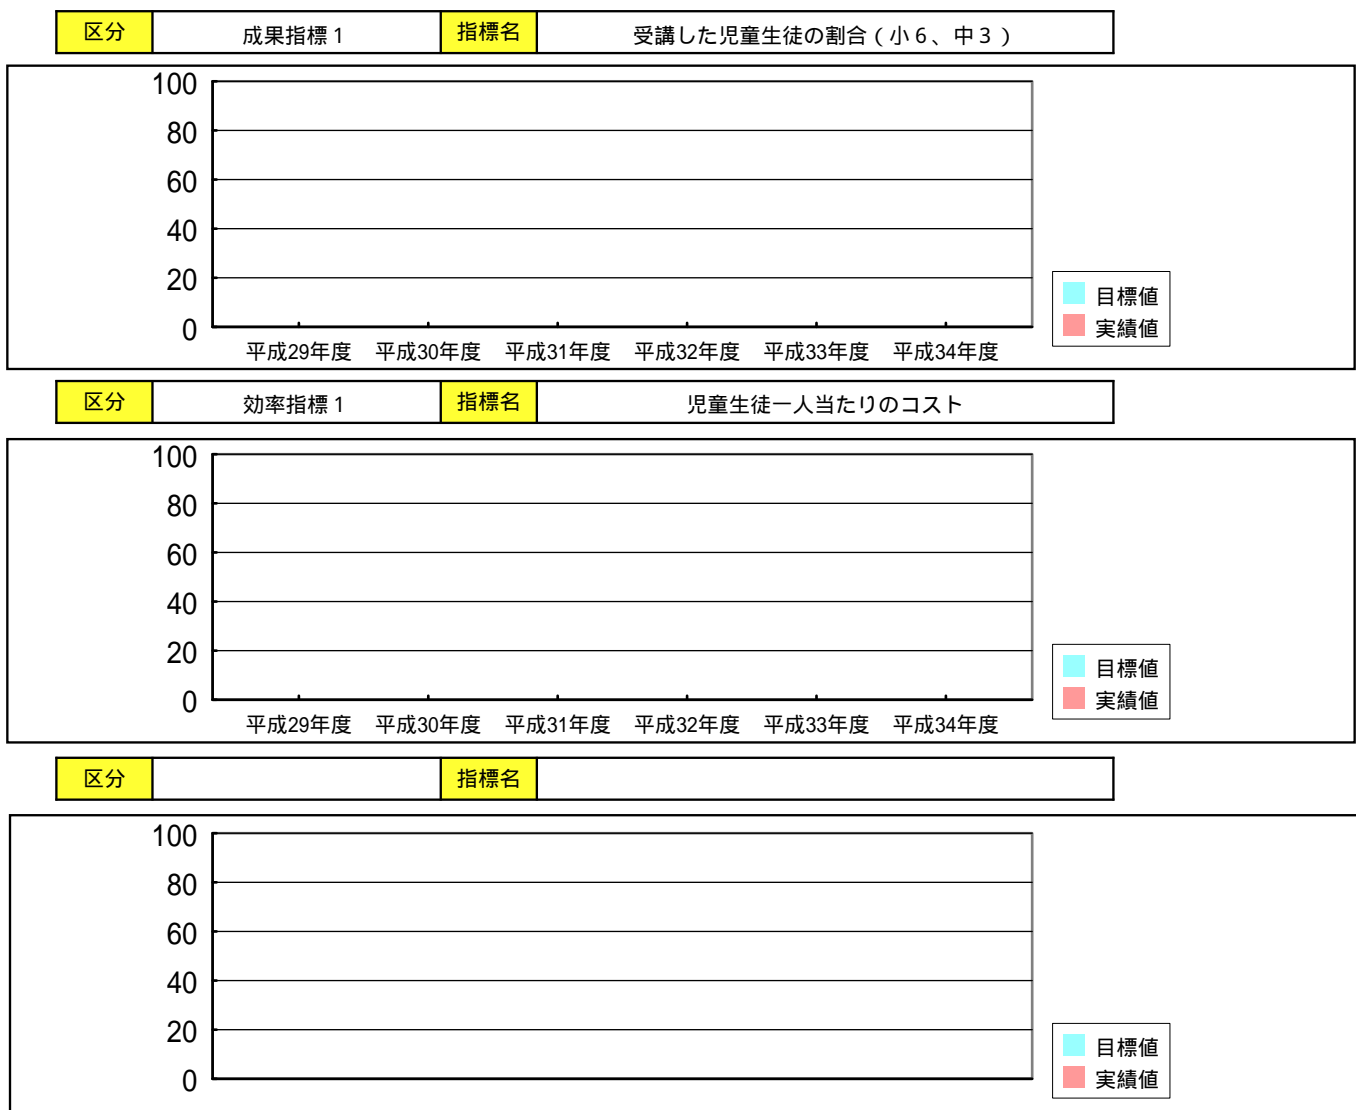 区分 成果指標１ 指標名 受講した児童生徒の割合（小６、中３）
100
80
60
40
20
0
平成29年度 平成30年度 平成31年度 平成32年度 平成33年度 平成34年度
目標値
実績値
区分 効率指標１ 指標名 児童生徒一人当たりのコスト
100
80
60
40
20
0
平成29年度 平成30年度 平成31年度 平成32年度 平成33年度 平成34年度
目標値
実績値
区分 指標名
100
80
60
40
20
0
目標値
実績値